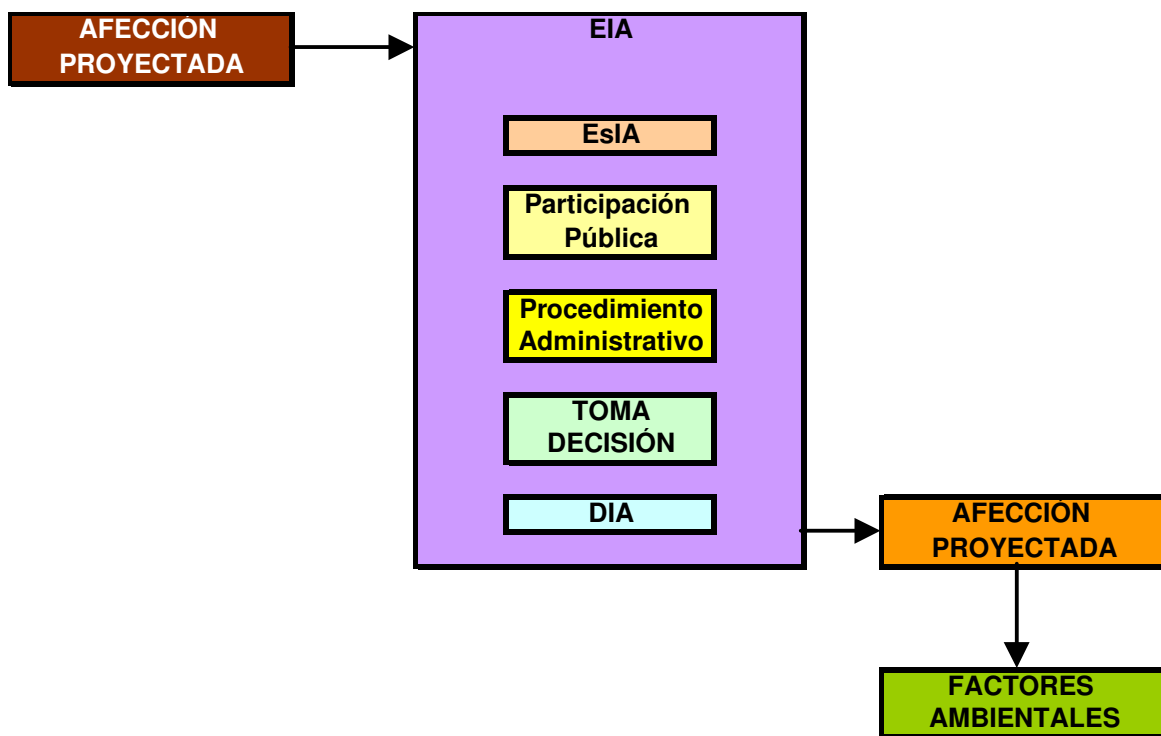 AFECCIÓN
PROYECTADA
EIA
EsIA
Participación
Pública
Procedimiento
Administrativo
TOMA
DECISIÓN
DIA
AFECCIÓN
PROYECTADA
FACTORES
AMBIENTALES